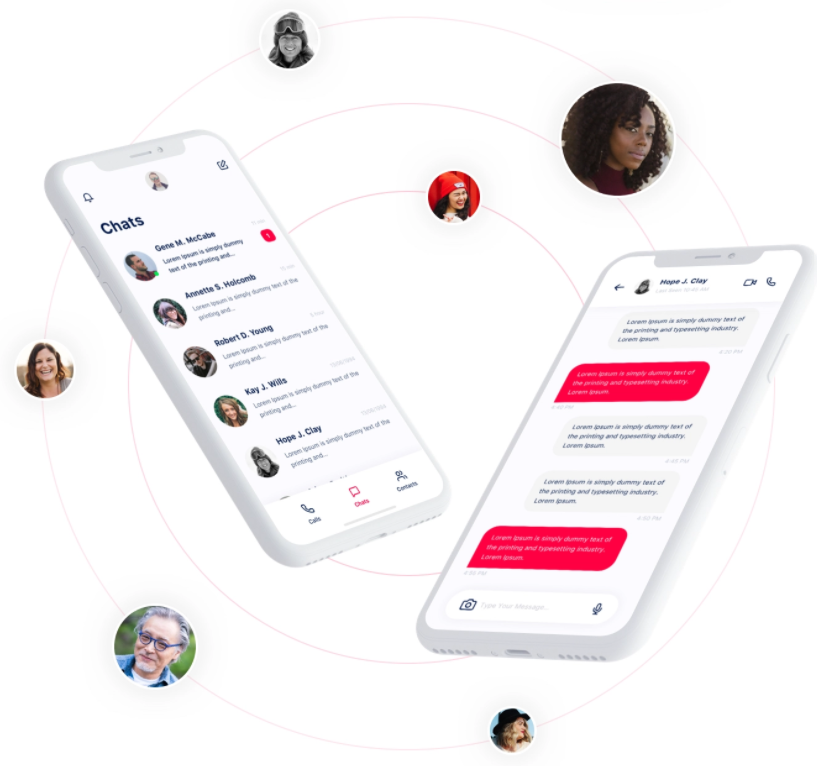 Chats
Gene M. McCabe
Lorem Ipsum is simply dummy
text of the printing and...
1
Annette S. Holcomb
Lorem Ipsum is simply dummy text of the
printing and...
Robert D. Young
Lorem Ipsum is simply dummy text of the
printing and...
Kay J. Wills
Lorem Ipsum is simply dummy text of the
printing and...
Hope J. Clay
Lorem Ipsum is simply dummy text of the
printing and...
Calls
Chats
Contacts
Hope J. Clay
Lorem Ipsum is simply dummy text of
the printing and typesetting industry.
Lorem Ipsum.
Lorem Ipsum is simply dummy text of
the printing and typesetting industry.
Lorem Ipsum.
Lorem Ipsum is simply dummy text of
the printing and typesetting industry.
Lorem Ipsum.
4:45 PM
Lorem Ipsum is simply dummy text of
the printing and typesetting industry.
Lorem Ipsum.
4:50 PM
Lorem Ipsum is simply dummy text of
the printing and typesetting industry.
Lorem Ipsum.
Type Your Message...